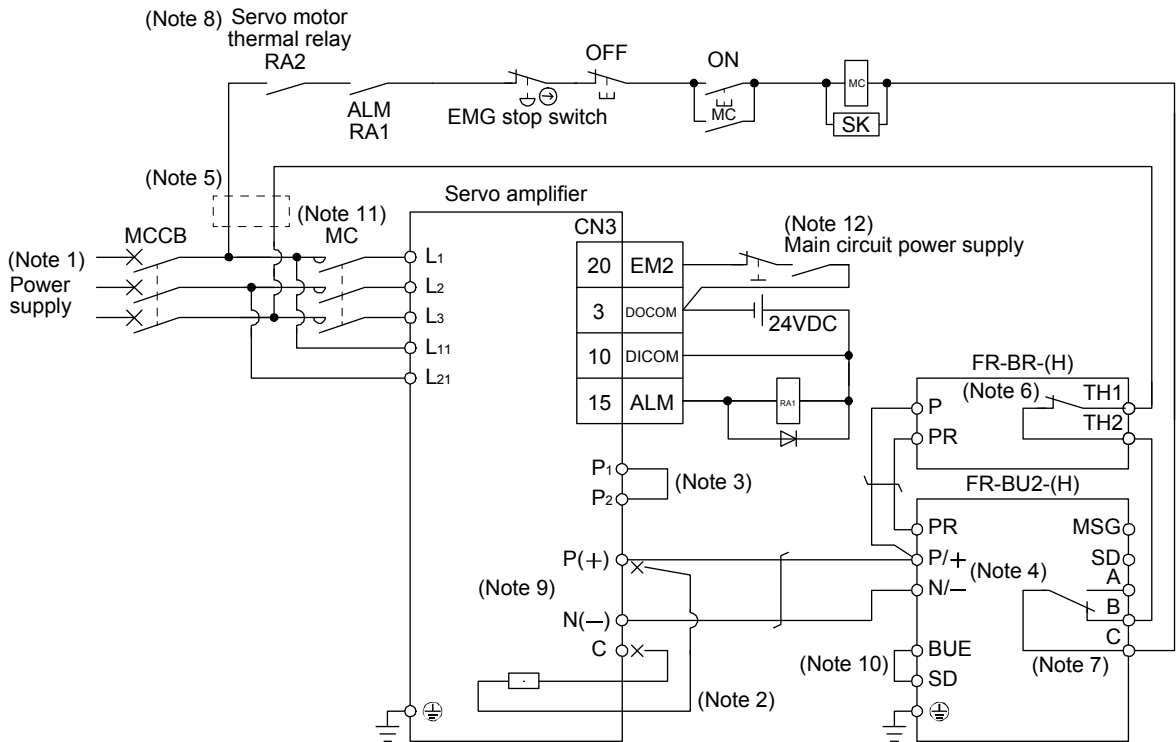 (Note 8) Servo motor
thermal relay
RA2
ALM
RA1
EMG stop switch
OFF
ON
MC
MC
SK
(Note 5)
Servo amplifier
(Note 11)
MCCB
MC
(Note 1)
Power
supply
L1
L2
L3
L11
L21
CN3
20 EM2
3 DOCOM
10 DICOM
15 ALM
(Note 12)
Main circuit power supply
24VDC
RA1
FR-BR-(H)
(Note 6)
P
PR
TH1
TH2
P1
P2
(Note 3)
FR-BU2-(H)
PR
P/+
N/−
MSG
SD
A
B
C
(Note 4)
P(+)
(Note 9)
N(−)
C
(Note 2)
BUE
SD
(Note 10)
(Note 7)